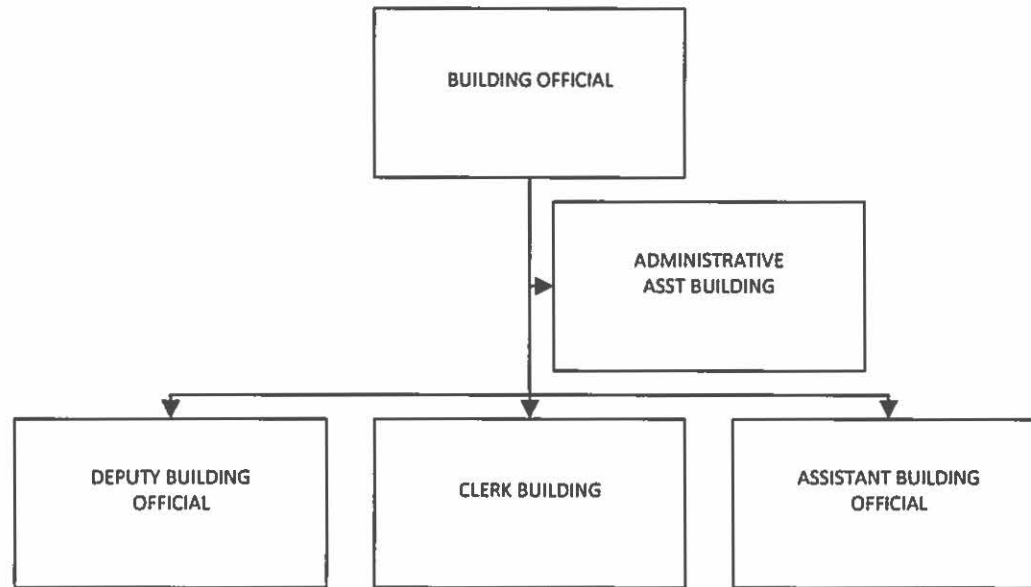 BUILDING OFFICIAL
ADMINISTRATIVE
ASST BUILDING
DEPUTY BUILDING
OFFICIAL
CLERK BUILDING
ASSISTANT BUILDING
OFFICIAL